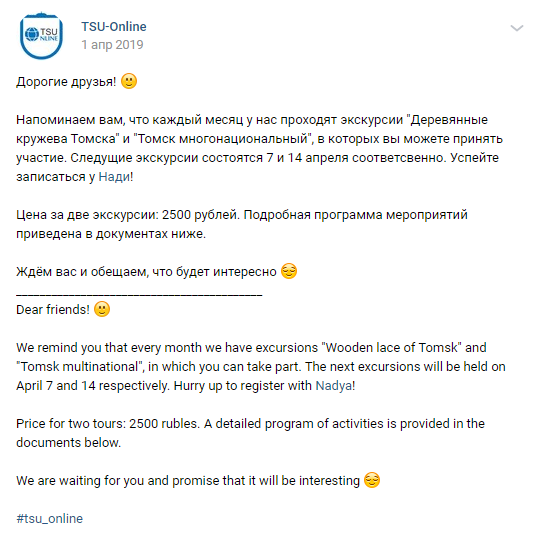 TSU
NLINE
TSU-Online
1 апр 2019
Дорогие друзья! 🙂
Напоминаем вам, что каждый месяц у нас проходят экскурсии "Деревянные
кружева Томска" и "Томск многонациональный", в которых вы можете принять
участие. Следущие экскурсии состоятся 7 и 14 апреля соответсвенно. Успейте
записаться у Нади!
Цена за две экскурсии: 2500 рублей. Подробная программа мероприятий
приведена в документах ниже.
Ждём вас и обещаем, что будет интересно 😌
______________________________________
Dear friends! 🙂
We remind you that every month we have excursions "Wooden lace of Tomsk" and
"Tomsk multinational", in which you can take part. The next excursions will be held on
April 7 and 14 respectively. Hurry up to register with Nadya!
Price for two tours: 2500 rubles. A detailed program of activities is provided in the
documents below.
We are waiting for you and promise that it will be interesting 😌
#tsu_online